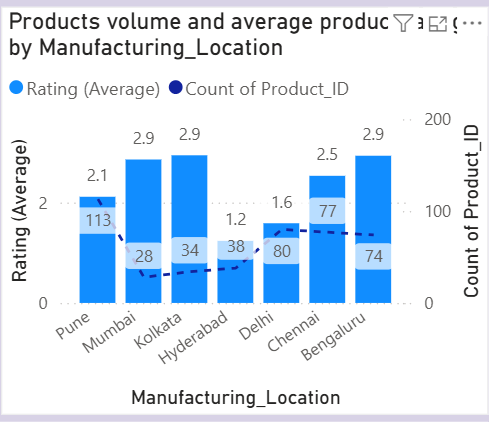 Products volume and average produc
by Manufacturing_Location
Rating (Average) Count of Product_ID
Rating (Average)
Count of Product_ID
200
100
0
2
0
2.1
2.9
2.9
1.2
1.6
2.5
2.9
113
28
34
38
80
77
74
Pune
Mumbai
Kolkata
Hyderabad
Delhi
Chennai
Bengaluru
Manufacturing_Location